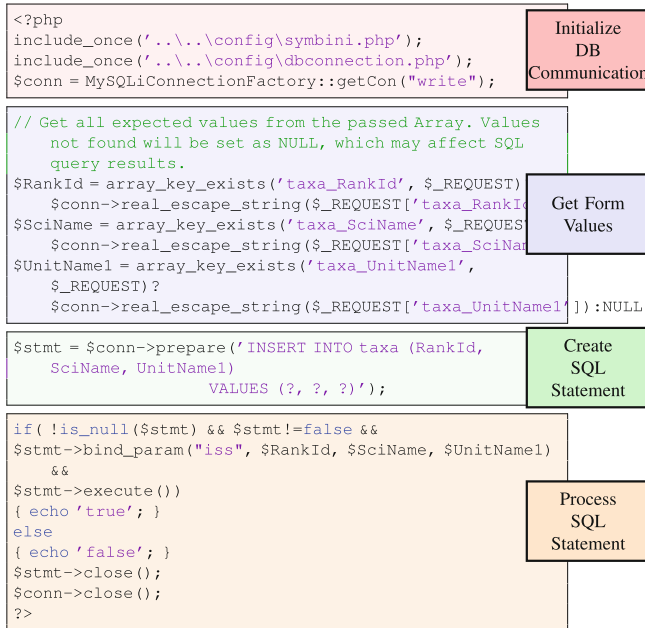 <?php
include_once('..\..\config\symbini.php');
include_once('..\..\config\dbconnection.php');
$conn = MySQLiConnectionFactory::getCon("write");
Initialize
DB
Communication
// Get all expected values from the passed Array. Values
not found will be set as NULL, which may affect SQL
query results.
$RankId = array_key_exists('taxa_RankId', $_REQUEST)
$conn->real_escape_string($_REQUEST['taxa_RankId
$SciName = array_key_exists('taxa_SciName', $_REQUEST
$conn->real_escape_string($_REQUEST['taxa_SciNam
$UnitName1 = array_key_exists('taxa_UnitName1',
$_REQUEST)?
$conn->real_escape_string($_REQUEST['taxa_UnitName1']):NULL
Get Form
Values
$stmt = $conn->prepare('INSERT INTO taxa (RankId,
SciName, UnitName1)
VALUES (?, ?, ?)');
Create
SQL
Statement
if( !is_null($stmt) && $stmt!=false &&
$stmt->bind_param("iss", $RankId, $SciName, $UnitName1)
&&
$stmt->execute())
{ echo 'true'; }
else
{ echo 'false'; }
$stmt->close();
$conn->close();
?>
Process
SQL
Statement